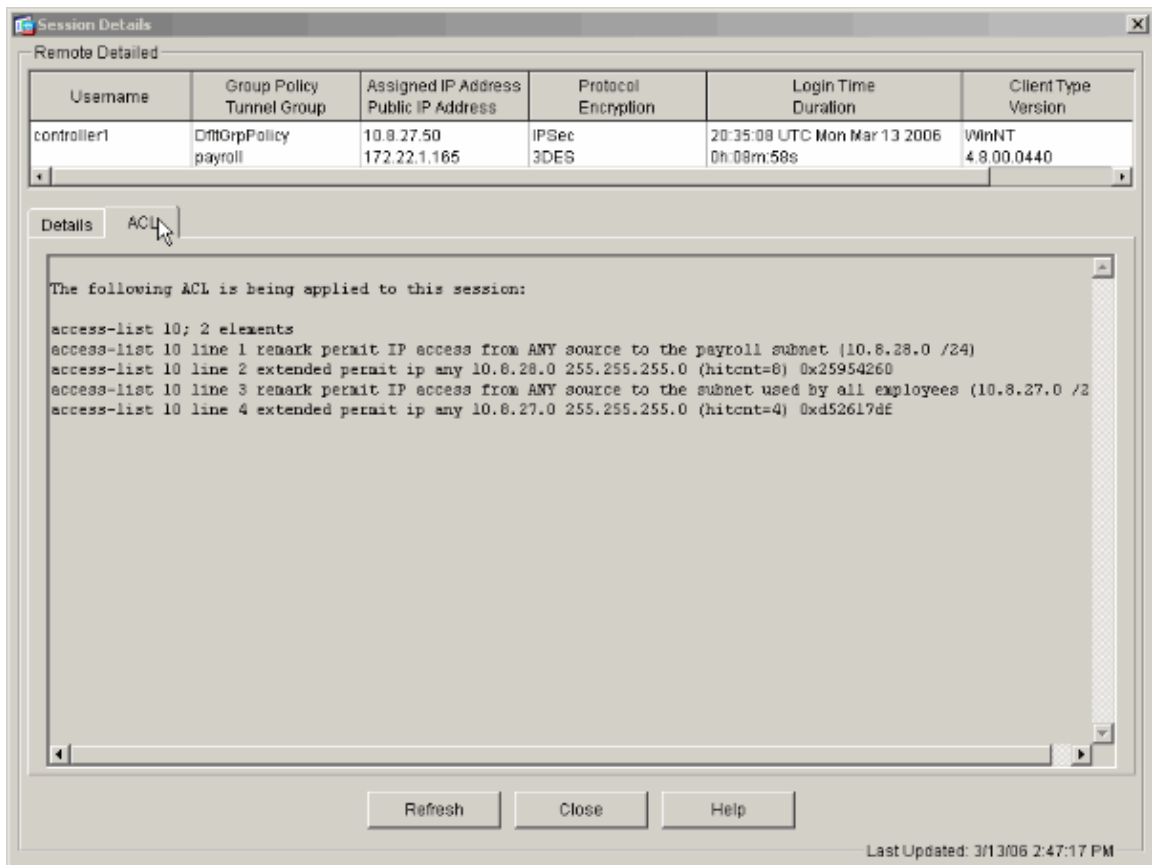 Session Details
Remote Detailed
Username
Group Policy
Tunnel Group
Assigned IP Address
Public IP Address
Protocol
Encryption
Login Time
Duration
Client Type
Version
controller1
DfltGrpPolicy
payroll
10.8.27.50
172.22.1.165
IPSec
3DES
20:35:08 UTC Mon Mar 13 2006
0h:08m:58s
WinNT
4.8.00.0440
Details
ACL
The following ACL is being applied to this session:
access-list 10; 2 elements
access-list 10 line 1 remark permit IP access from ANY source to the payroll subnet (10.8.28.0 /24)
access-list 10 line 2 extended permit ip any 10.8.28.0 255.255.255.0 (hitcnt=8) 0x25954260
access-list 10 line 3 remark permit IP access from ANY source to the subnet used by all employees (10.8.27.0 /2
access-list 10 line 4 extended permit ip any 10.8.27.0 255.255.255.0 (hitcnt=4) 0xd52617df
Refresh
Close
Help
Last Updated: 3/13/06 2:47:17 PM